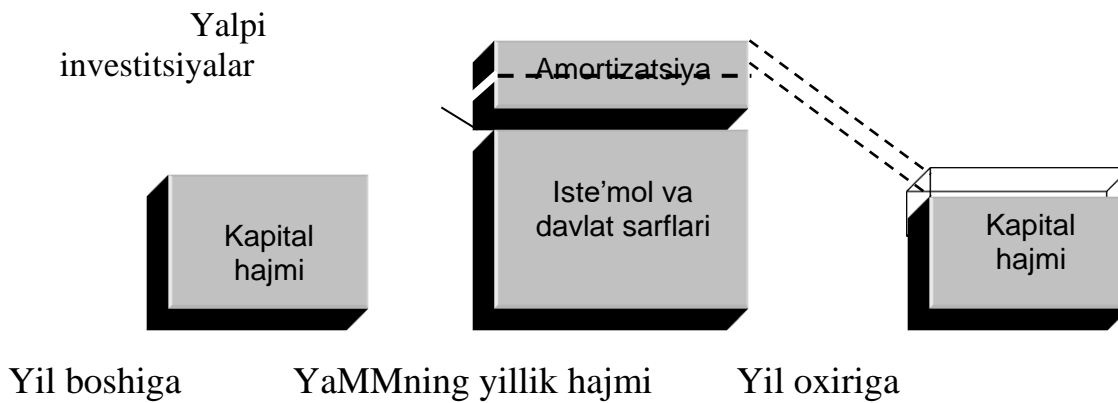 Yalpi
investitsiyalar
Amortizatsiya
Iste’mol va
davlat sarflari
Kapital
hajmi
Kapital
hajmi
Yil boshiga YaMMning yillik hajmi Yil oxiriga